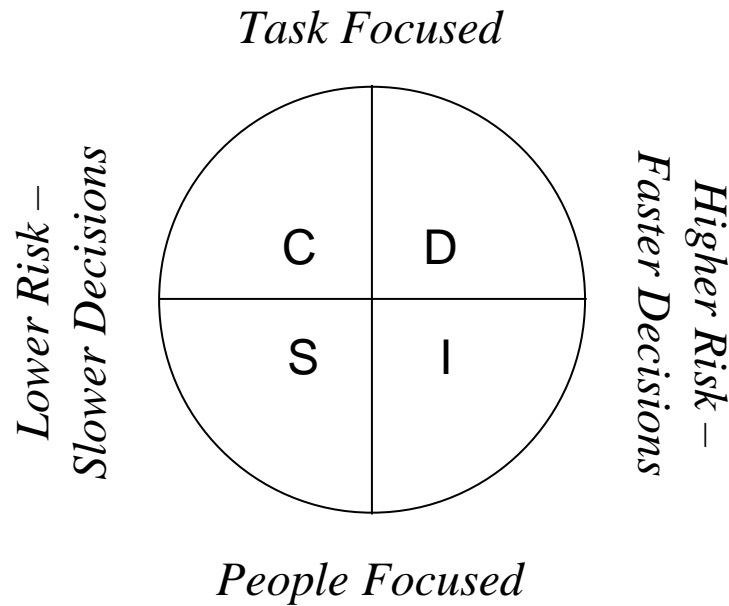 Task Focused
Lower Risk –
Slower Decisions
C D
S I
Higher Risk –
Faster Decisions
People Focused